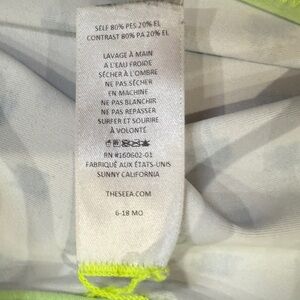 SELF 80% PES 20% EL
CONTRAST 80% PA 20% EL
LAVAGE À MAIN
A L'EAU FROIDE
SÉCHER À L'OMBRE
NE PAS SÉCHER
EN MACHINE
NE PAS BLANCHIR
NE PAS REPASSER
SURFER ET SOURIRE
À VOLONTÉ
RN #160602-01
FABRIQUÉ AUX ÉTATS-UNIS
SUNNY CALIFORNIA
THESEEA.COM
6-18 MO